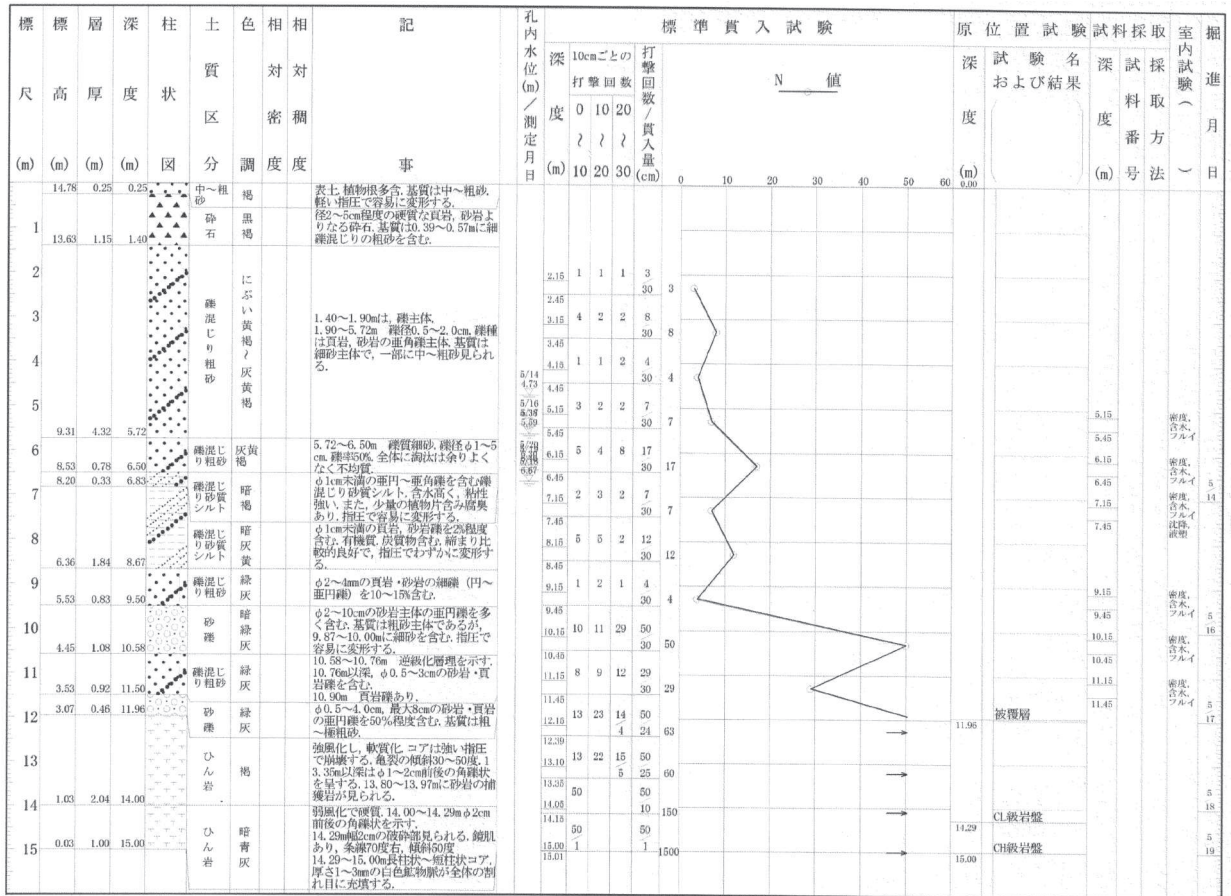 標尺(m) 標高(m) 層厚(m) 深度(m) 柱状図 土質区分 色調 相対密度 相対稠度 記事 孔内水位(m)/測定月日 標準貫入試験 原位置試験 試料採取 室内試験( ) 掘進月日
深度(m) 10cmごとの打撃回数 0~10 10~20 20~30 打撃回数/貫入量(cm) N 値
0 10 20 30 40 50 60
深度(m) 試験名および結果 深度(m) 試料番号 採取方法
0.00
14.78 0.25 0.25 中~粗砂 褐
表土. 植物根多含. 基質は中~粗砂.
軽い指圧で容易に変形する.
1
13.63 1.15 1.40 砕石 黒褐
径2~5cm程度の硬質な頁岩, 砂岩よ
りなる砕石. 基質は0.39~0.57mに細
礫混じりの粗砂を含む.
2
3
4
5
9.31 4.32 5.72 礫混じり粗砂 にぶい黄褐~灰黄褐
1.40~1.90mは, 礫主体.
1.90~5.72m 礫径0.5~2.0cm. 礫種
は頁岩, 砂岩の亜角礫主体. 基質は
細砂主体で, 一部に中~粗砂見られ
る.
6
8.53 0.78 6.50 礫混じり粗砂 灰黄褐
5.72~6.50m 礫質細砂. 礫径φ1~5
cm. 礫率50%. 全体に淘汰は余りよく
なく不均質.
8.20 0.33 6.83
7
礫混じり砂質シルト 暗褐
φ1cm未満の亜円~亜角礫を含む礫
混じり砂質シルト. 含水高く, 粘性
強い. また, 少量の植物片含み腐臭
あり. 指圧で容易に変形する.
8
6.36 1.84 8.67 礫混じり砂質シルト 暗灰黄
φ1cm未満の頁岩, 砂岩礫を2%程度
含む. 有機質. 炭質物含む. 締まり比
較的良好で, 指圧でわずかに変形す
る.
9
5.53 0.83 9.50 礫混じり粗砂 緑灰
φ2~4mmの頁岩・砂岩の細礫 (円~
亜円礫) を10~15%含む.
10
4.45 1.08 10.58 砂礫 暗緑灰
φ2~10cmの砂岩主体の亜円礫を多
く含む. 基質は粗砂主体であるが,
9.87~10.00mに細砂を含む. 指圧で
容易に変形する.
11
3.53 0.92 11.50 礫混じり粗砂 緑灰
10.58~10.76m 逆級化層理を示す.
10.76m以深, φ0.5~3cmの砂岩・頁
岩礫を含む.
10.90m 頁岩礫あり.
12
3.07 0.46 11.96 砂礫 緑灰
φ0.5~4.0cm, 最大8cmの砂岩・頁岩
の亜円礫を50%程度含む. 基質は粗
~極粗砂.
13
14
1.03 2.04 14.00 ひん岩 褐
強風化し, 軟質化. コアは強い指圧
で崩壊する. 亀裂の傾斜30~50度. 1
3.35m以深はφ1~2cm前後の角礫状
を呈する. 13.80~13.97mに砂岩の捕
獲岩が見られる.
15
0.03 1.00 15.00 ひん岩 暗青灰
弱風化で硬質. 14.00~14.29mφ2cm
前後の角礫状を示す.
14.29m幅2cmの破砕部見られる. 鏡肌
あり, 条線70度右, 傾斜50度
14.29~15.00m長柱状~短柱状コア.
厚さ1~3mmの白色鉱物脈が全体の割
れ目に充填する.
5/14
4.73
5/16
6.67
2.15 1 1 1 3
2.45 30 3
3.15 4 2 2 8
3.45 30 8
4.15 1 1 2 4
4.45 30 4
5.15 3 2 2 7
5.45 30 7
6.15 5 4 8 17
6.45 30 17
7.15 2 3 2 7
7.45 30 7
8.15 5 5 2 12
8.45 30 12
9.15 1 2 1 4
9.45 30 4
10.15 10 11 29 50
10.45 30 50
11.15 8 9 12 29
11.45 30 29
12.15 13 23 14/4 50
12.39 24 63
13.10 13 22 15/5 50
13.35 25 60
14.05 50 50
14.15 10 150
15.00 50/1 50
15.01 1 1500
被覆層
11.96
CL級岩盤
14.29
CH級岩盤
15.00
5.15
5.45
密度, 含水, フルイ
6.15
6.45
密度, 含水, フルイ
7.15
7.45
密度, 含水, フルイ 沈降, 液塑
9.15
9.45
密度, 含水, フルイ
10.15
10.45
密度, 含水, フルイ
11.15
11.45
密度, 含水, フルイ
5/14
5/16
5/17
5/18
5/19